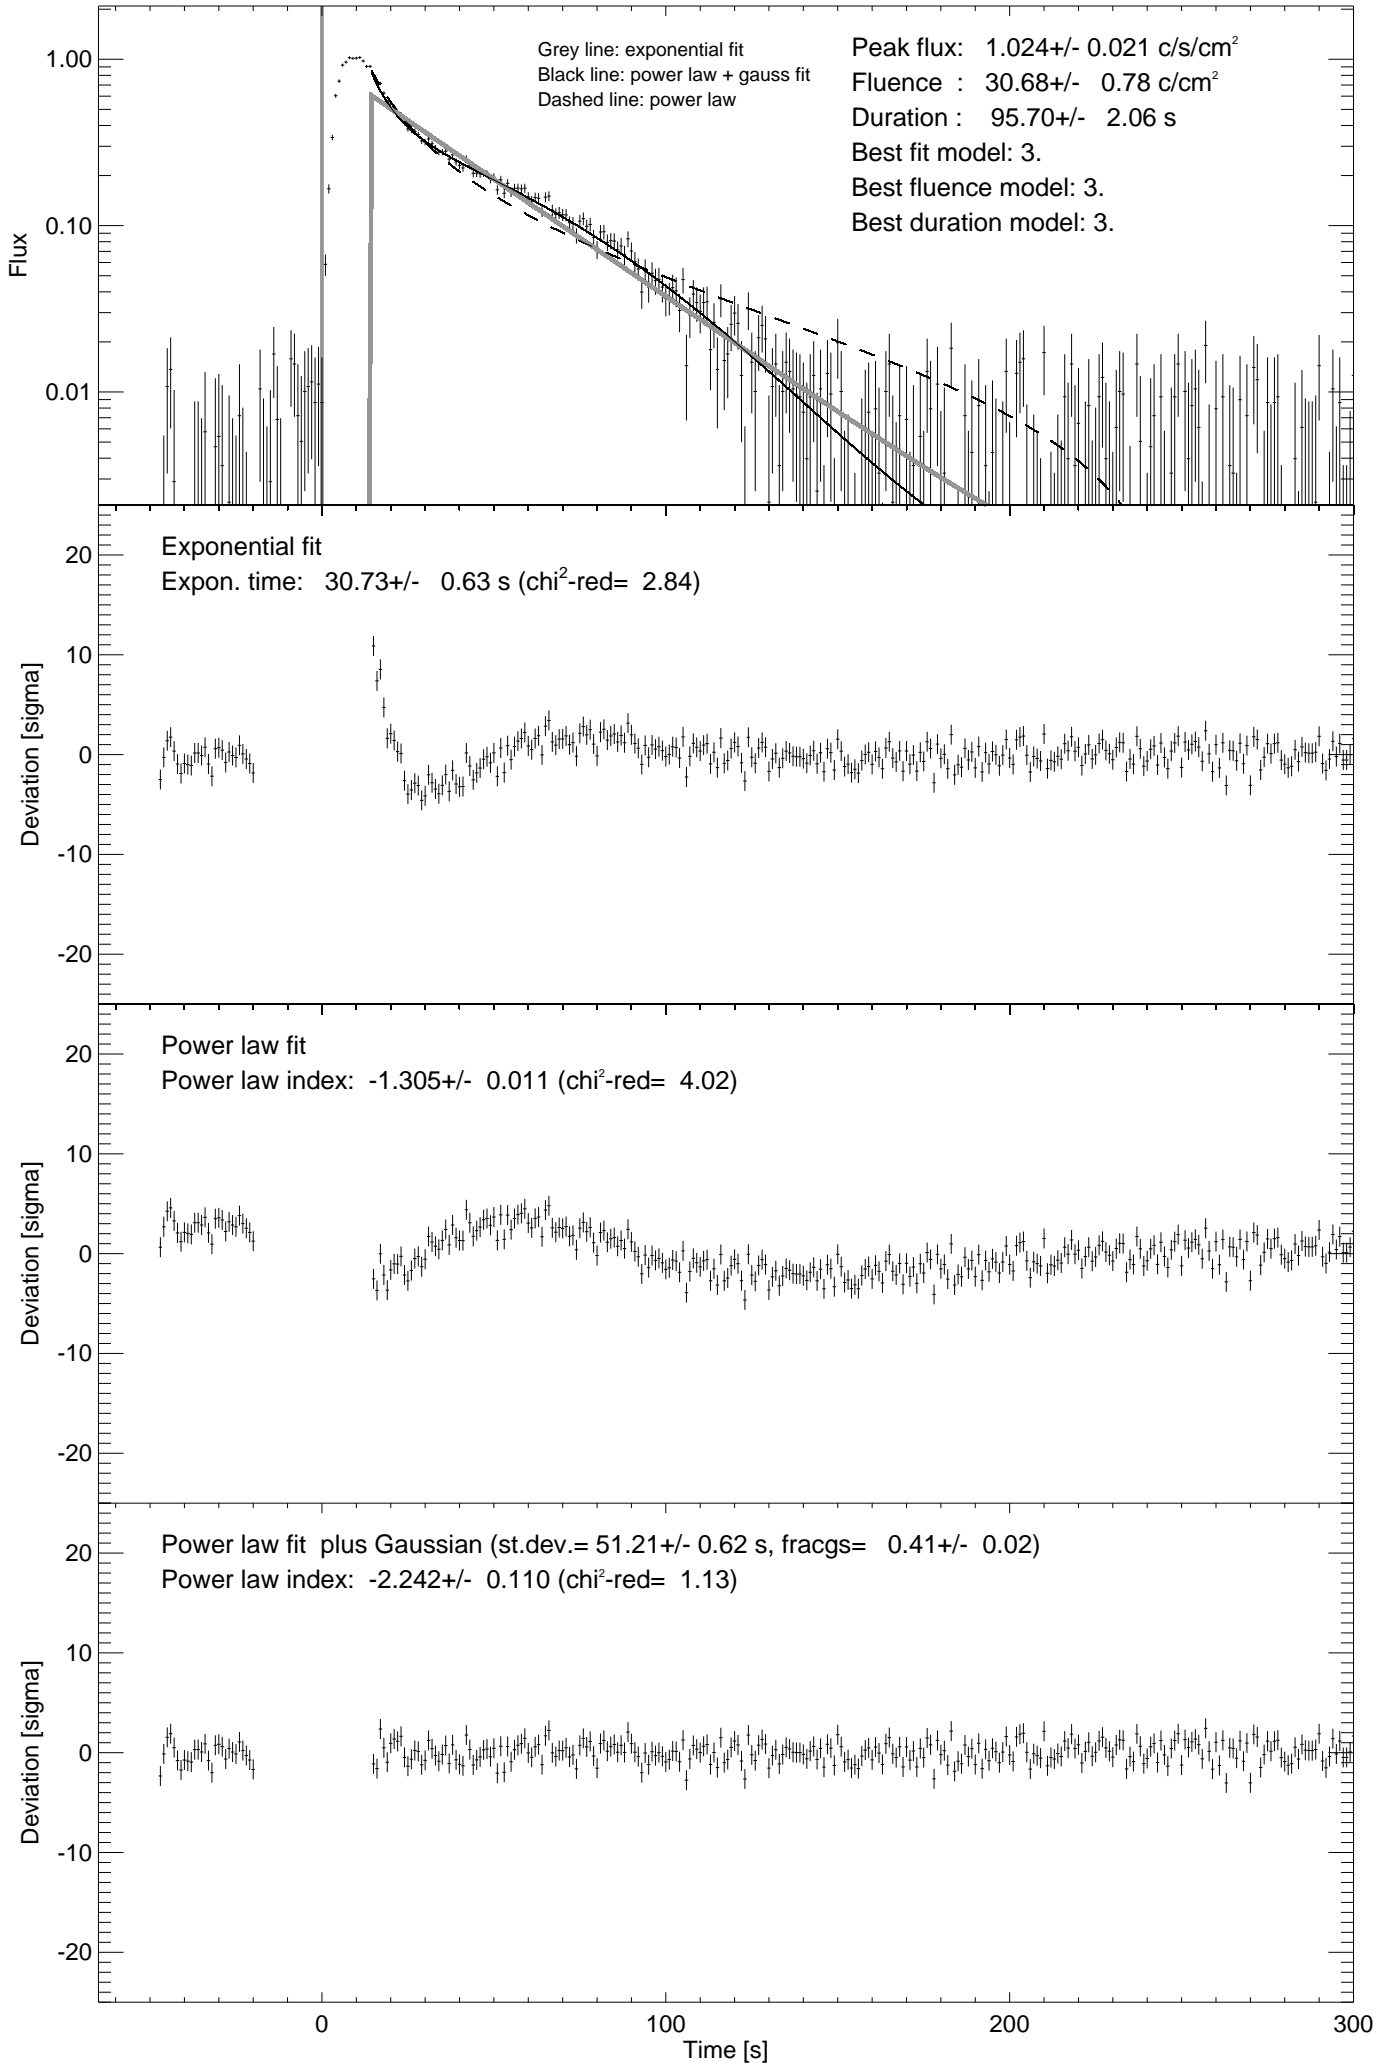 1.00
0.10
0.01
Flux
Grey line: exponential fit
Black line: power law + gauss fit
Dashed line: power law
Peak flux: 1.024+/- 0.021 c/s/cm²
Fluence : 30.68+/- 0.78 c/cm²
Duration : 95.70+/- 2.06 s
Best fit model: 3.
Best fluence model: 3.
Best duration model: 3.
20
10
0
-10
-20
Deviation [sigma]
Exponential fit
Expon. time: 30.73+/- 0.63 s (chi²-red= 2.84)
20
10
0
-10
-20
Deviation [sigma]
Power law fit
Power law index: -1.305+/- 0.011 (chi²-red= 4.02)
20
10
0
-10
-20
Deviation [sigma]
Power law fit plus Gaussian (st.dev.= 51.21+/- 0.62 s, fracgs= 0.41+/- 0.02)
Power law index: -2.242+/- 0.110 (chi²-red= 1.13)
0
100
200
300
Time [s]